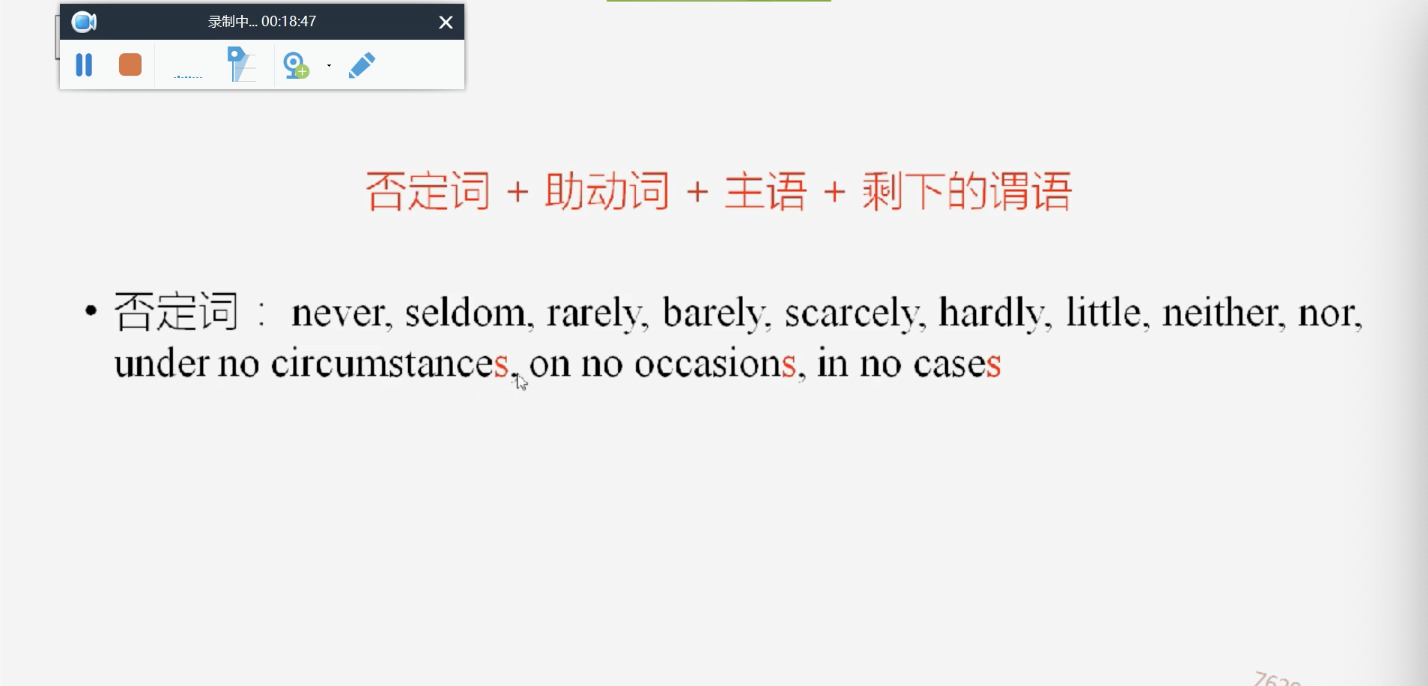 录制中... 00:18:47
否定词 + 助动词 + 主语 + 剩下的谓语
• 否定词： never, seldom, rarely, barely, scarcely, hardly, little, neither, nor,
under no circumstances, on no occasions, in no cases